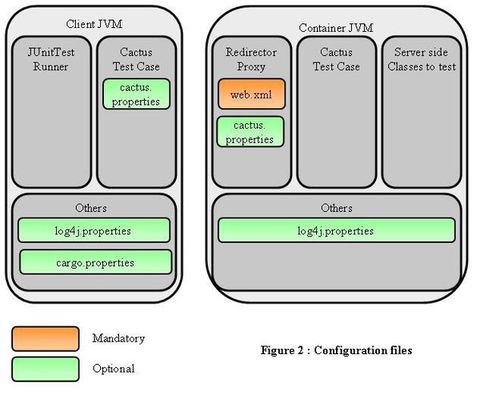 Client JVM
JUnitTest
Runner
Cactus
Test Case
cactus.
properties
Others
log4j.properties
cargo.properties
Container JVM
Redirector
Proxy
web.xml
cactus.
properties
Cactus
Test Case
Server side
Classes to test
Others
log4j.properties
Mandatory
Optional
Figure 2 : Configuration files